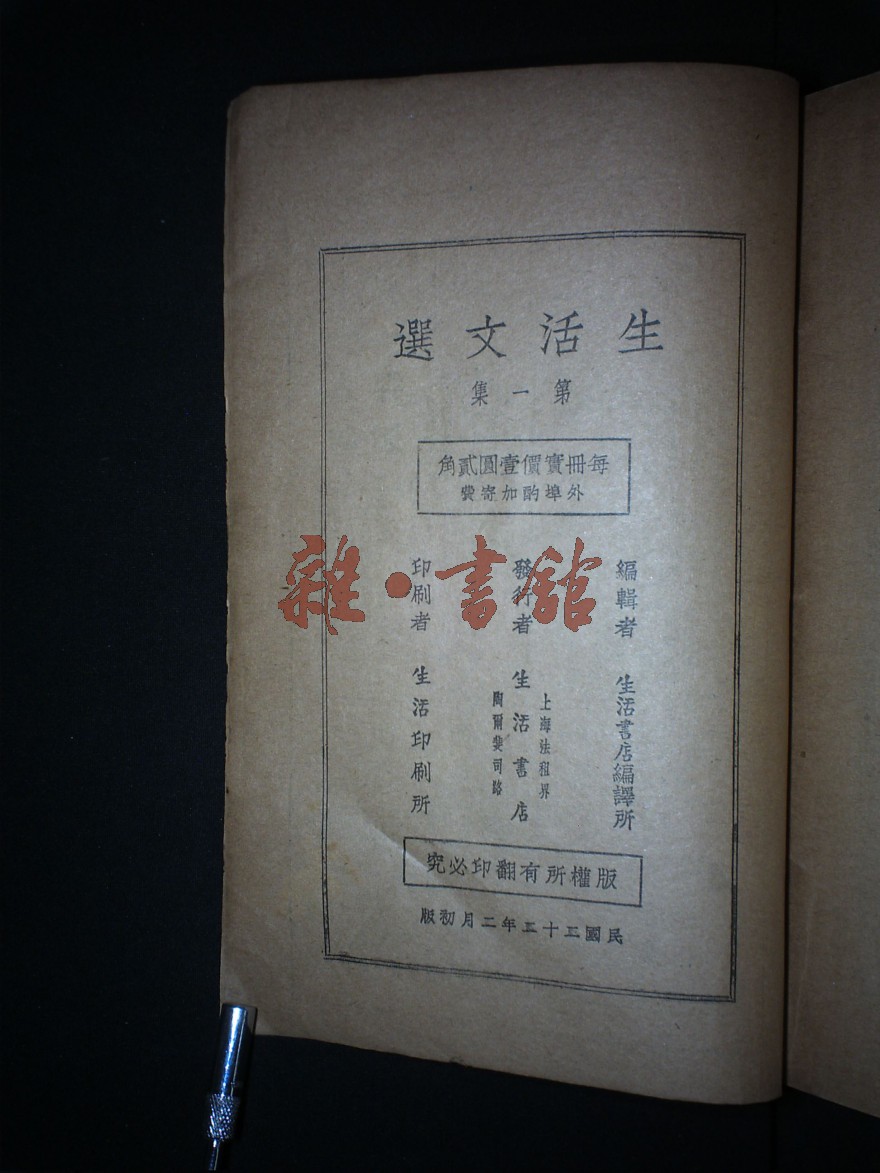 生活文選
第一集
每冊實價壹圓貳角
外埠酌加寄費
編輯者 生活書店編譯所
上海法租界
發行者 生活書店
陶爾斐司路
印刷者 生活印刷所
版權所有翻印必究
民國三十三年二月初版
雜·書館